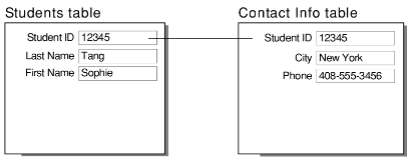 Students table
Student ID 12345
Last Name Tang
First Name Sophie
Contact Info table
Student ID 12345
City New York
Phone 408-555-3456